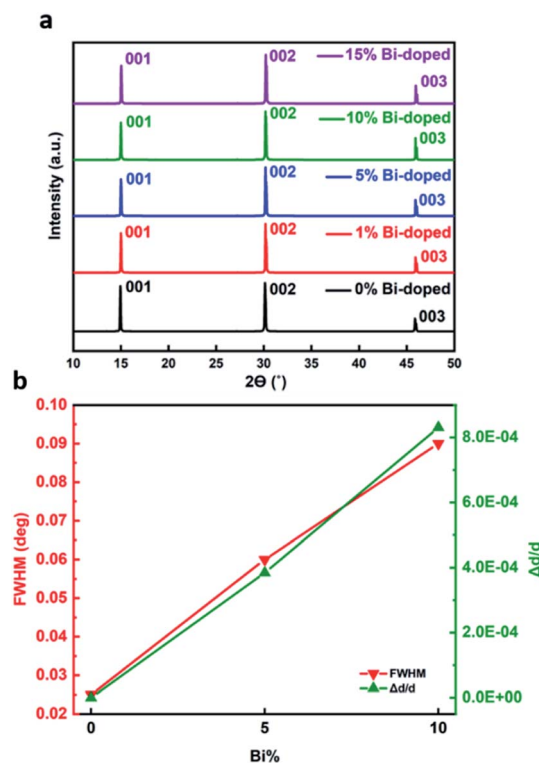 a
15% Bi-doped
001
002
003
10% Bi-doped
001
002
003
5% Bi-doped
001
002
003
1% Bi-doped
001
002
003
0% Bi-doped
001
002
003
Intensity (a.u.)
10 15 20 25 30 35 40 45 50
2Θ (°)
b
0.10
0.09
0.08
0.07
0.06
0.05
0.04
0.03
0.02
FWHM (deg)
8.0E-04
6.0E-04
4.0E-04
2.0E-04
0.0E+00
Δd/d
FWHM
Δd/d
0 5 10
Bi%